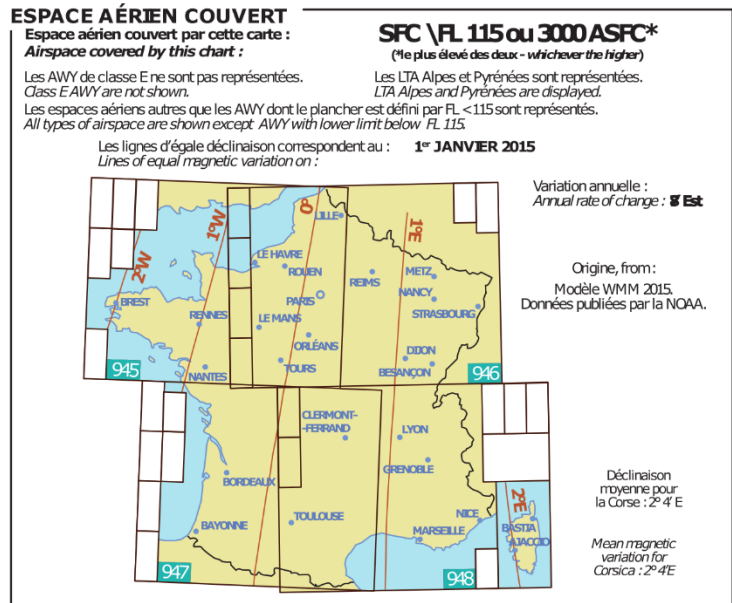 ESPACE AÉRIEN COUVERT
Espace aérien couvert par cette carte :
Airspace covered by this chart :
SFC \ FL 115 ou 3000 ASFC*
(*le plus élevé des deux - whichever the higher)
Les AWY de classe E ne sont pas représentées.
Class E AWY are not shown.
Les LTA Alpes et Pyrénées sont représentées.
LTA Alpes and Pyrénées are displayed.
Les espaces aériens autres que les AWY dont le plancher est défini par FL < 115 sont représentés.
All types of airspace are shown except AWY with lower limit below FL 115.
Les lignes d'égale déclinaison correspondent au : 1er JANVIER 2015
Lines of equal magnetic variation on :
Variation annuelle :
Annual rate of change : 8' Est
Origine, from :
Modèle WMM 2015.
Données publiées par la NOAA.
2°W
1°W
0°
1°E
LILLE
LE HAVRE
ROUEN
REIMS
METZ
PARIS
NANCY
BREST
STRASBOURG
RENNES
LE MANS
ORLÉANS
TOURS
DIJON
BESANÇON
NANTES
945
946
CLERMONT-
-FERRAND
LYON
GRENOBLE
BORDEAUX
TOULOUSE
BAYONNE
MARSEILLE
NICE
2°E
BASTIA
AJACCIO
947
948
Déclinaison
moyenne pour
la Corse : 2° 4' E
Mean magnetic
variation for
Corsica : 2° 4'E